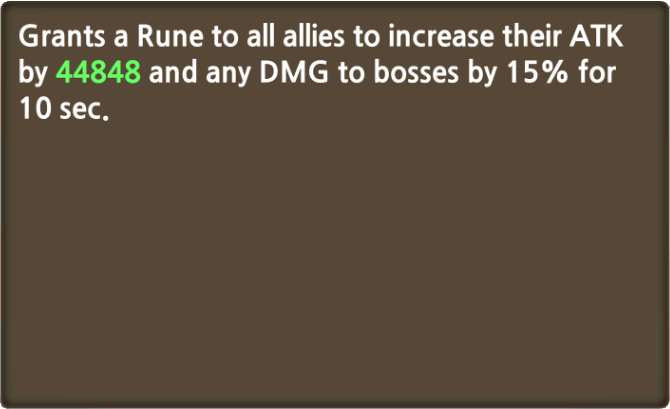 Grants a Rune to all allies to increase their ATK
by 44848 and any DMG to bosses by 15% for
10 sec.